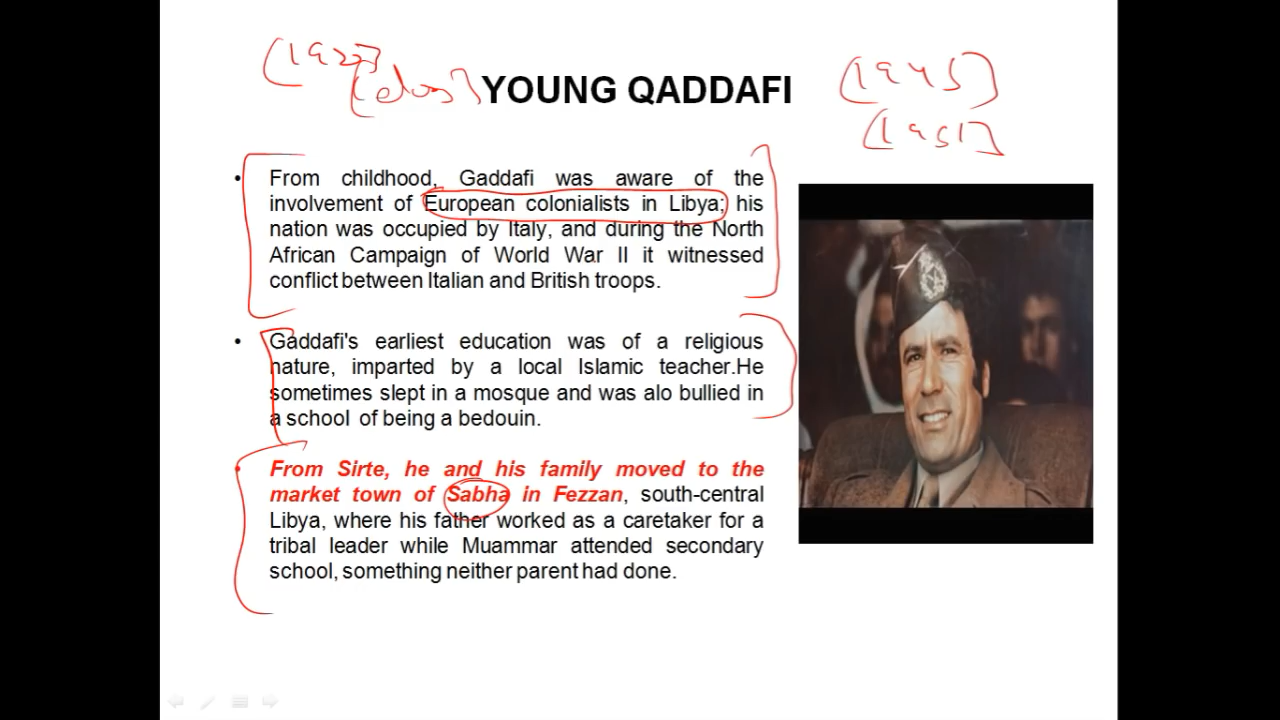 YOUNG QADDAFI
(1945)
(1951)
• From childhood, Gaddafi was aware of the
involvement of European colonialists in Libya; his
nation was occupied by Italy, and during the North
African Campaign of World War II it witnessed
conflict between Italian and British troops.
• Gaddafi's earliest education was of a religious
nature, imparted by a local Islamic teacher.He
sometimes slept in a mosque and was alo bullied in
a school of being a bedouin.
• From Sirte, he and his family moved to the
market town of Sabha in Fezzan, south-central
Libya, where his father worked as a caretaker for a
tribal leader while Muammar attended secondary
school, something neither parent had done.